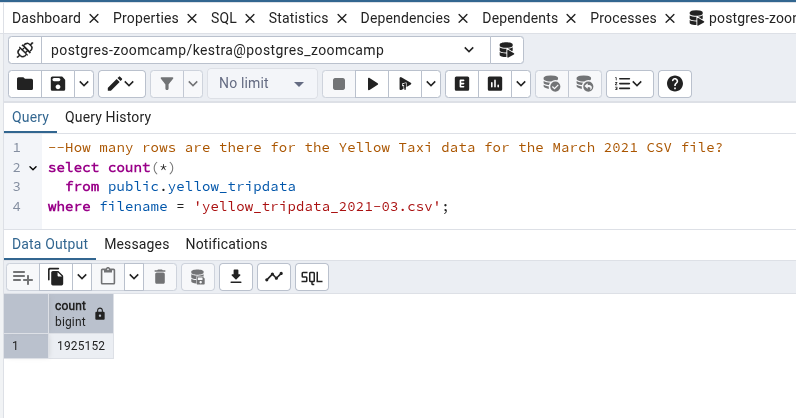 Dashboard Properties SQL Statistics Dependencies Dependents Processes postgres-zoom
postgres-zoomcamp/kestra@postgres_zoomcamp
No limit E SQL
Query Query History
1 --How many rows are there for the Yellow Taxi data for the March 2021 CSV file?
2 select count(*)
3 from public.yellow_tripdata
4 where filename = 'yellow_tripdata_2021-03.csv';
Data Output Messages Notifications
SQL
count
bigint
1 1925152